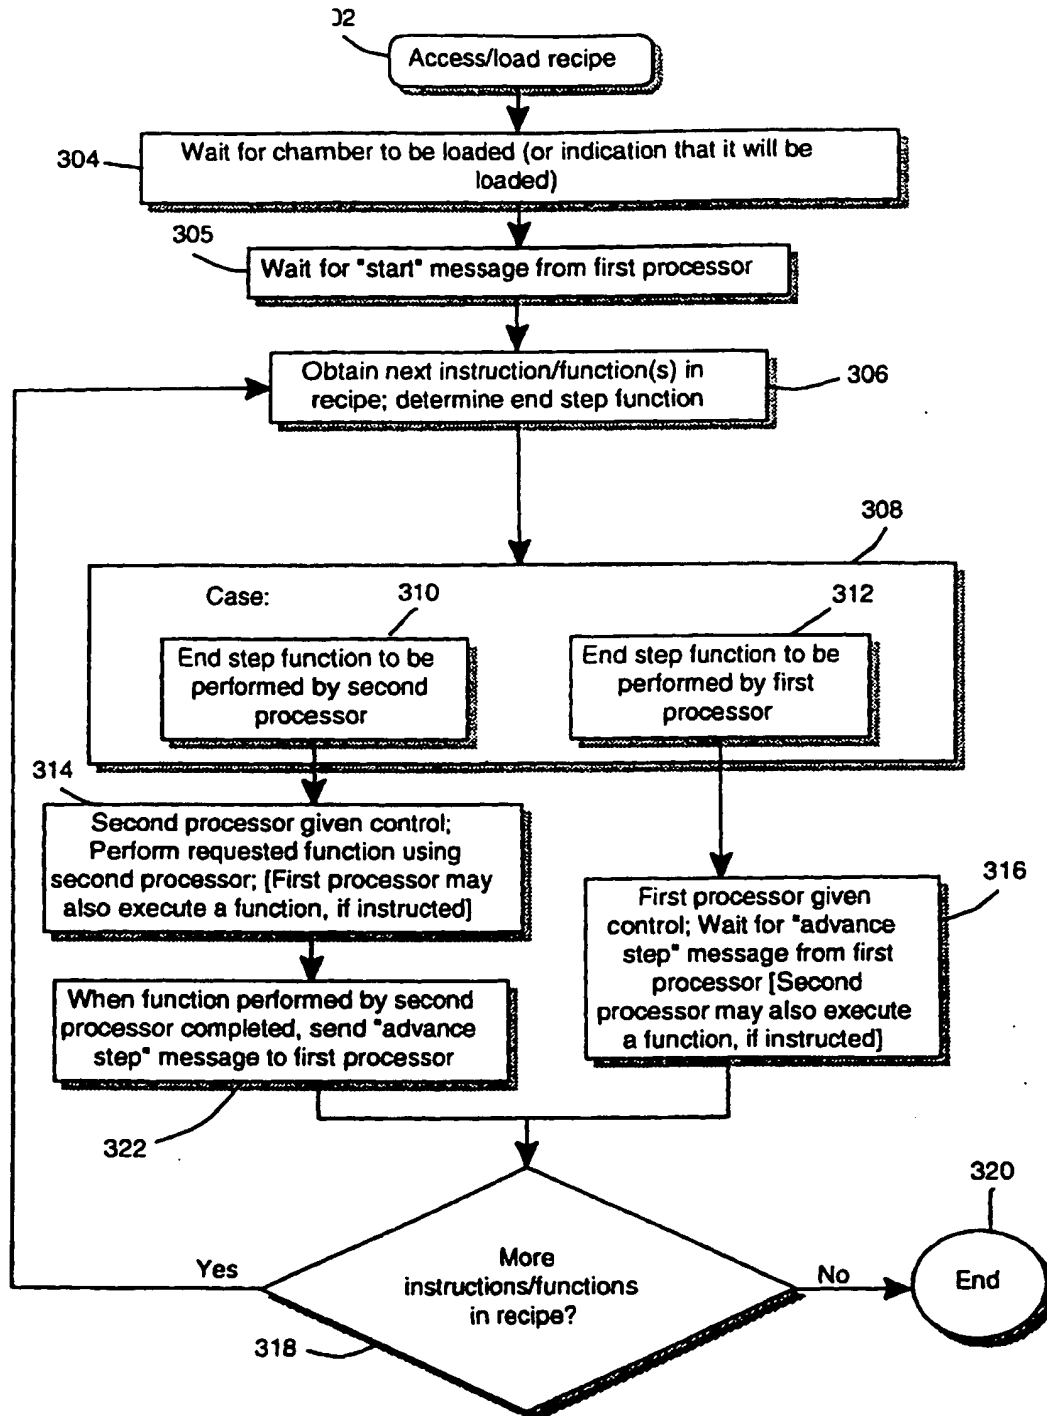 02
Access/load recipe
304
Wait for chamber to be loaded (or indication that it will be
loaded)
305
Wait for "start" message from first processor
Obtain next instruction/function(s) in
recipe; determine end step function
306
308
Case:
310
End step function to be
performed by second
processor
312
End step function to be
performed by first
processor
314
Second processor given control;
Perform requested function using
second processor; [First processor may
also execute a function, if instructed]
316
First processor given
control; Wait for "advance
step" message from first
processor [Second
processor may also execute
a function, if instructed]
When function performed by second
processor completed, send "advance
step" message to first processor
322
More
instructions/functions
in recipe?
Yes
No
318
320
End